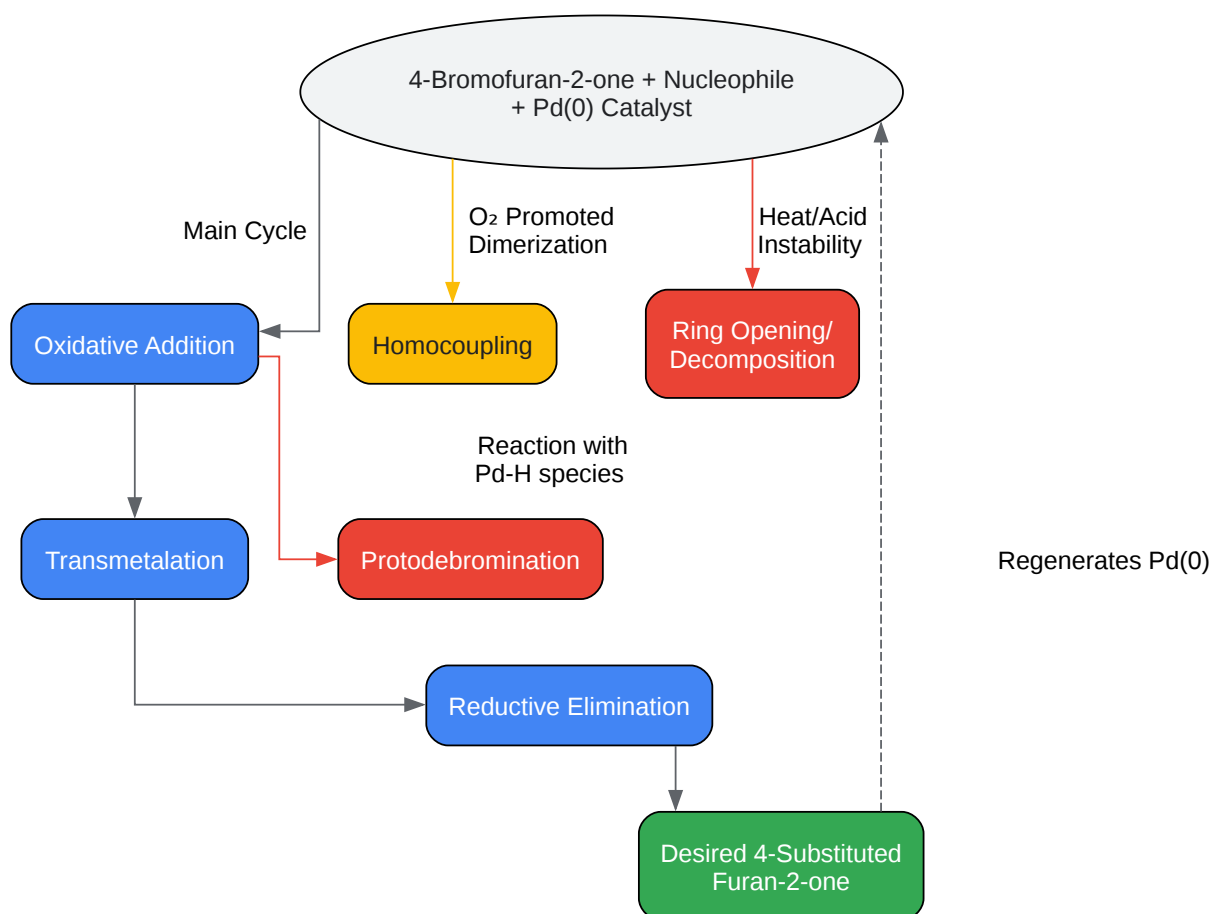 4-Bromofuran-2-one + Nucleophile
+ Pd(0) Catalyst
Main Cycle
O₂ Promoted
Dimerization
Heat/Acid
Instability
Oxidative Addition
Homocoupling
Ring Opening/
Decomposition
Reaction with
Pd-H species
Transmetalation
Protodebromination
Regenerates Pd(0)
Reductive Elimination
Desired 4-Substituted
Furan-2-one